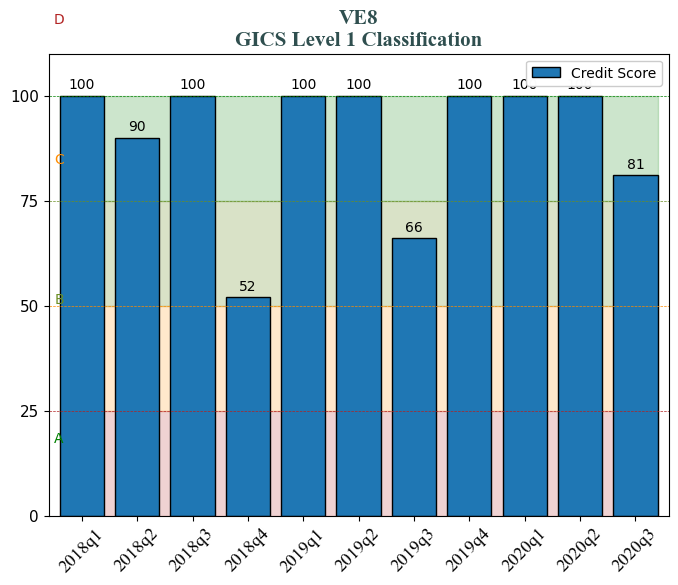 D
VE8
GICS Level 1 Classification
Credit Score
100
90
100
52
100
100
66
100
100
100
81
100
75
50
25
0
C
B
A
2018q1
2018q2
2018q3
2018q4
2019q1
2019q2
2019q3
2019q4
2020q1
2020q2
2020q3